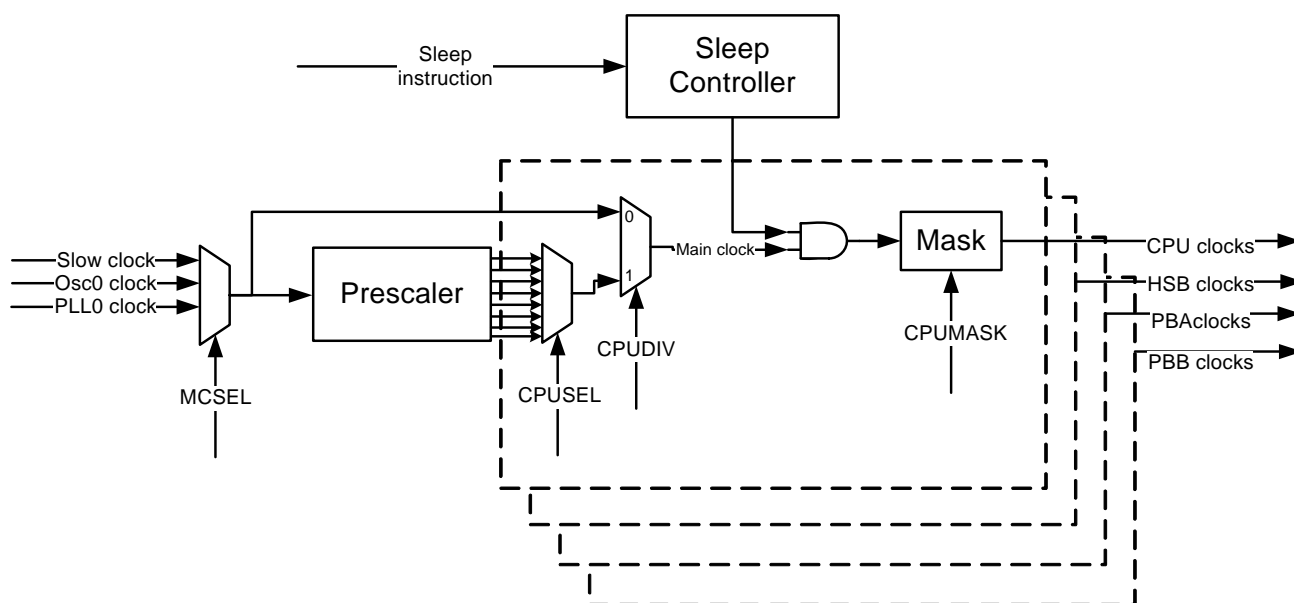 Sleep
instruction
Sleep
Controller
Slow clock
Osc0 clock
PLL0 clock
MCSEL
Prescaler
CPUSEL
0
1
CPUDIV
Main clock
Mask
CPUMASK
CPU clocks
HSB clocks
PBAclocks
PBB clocks